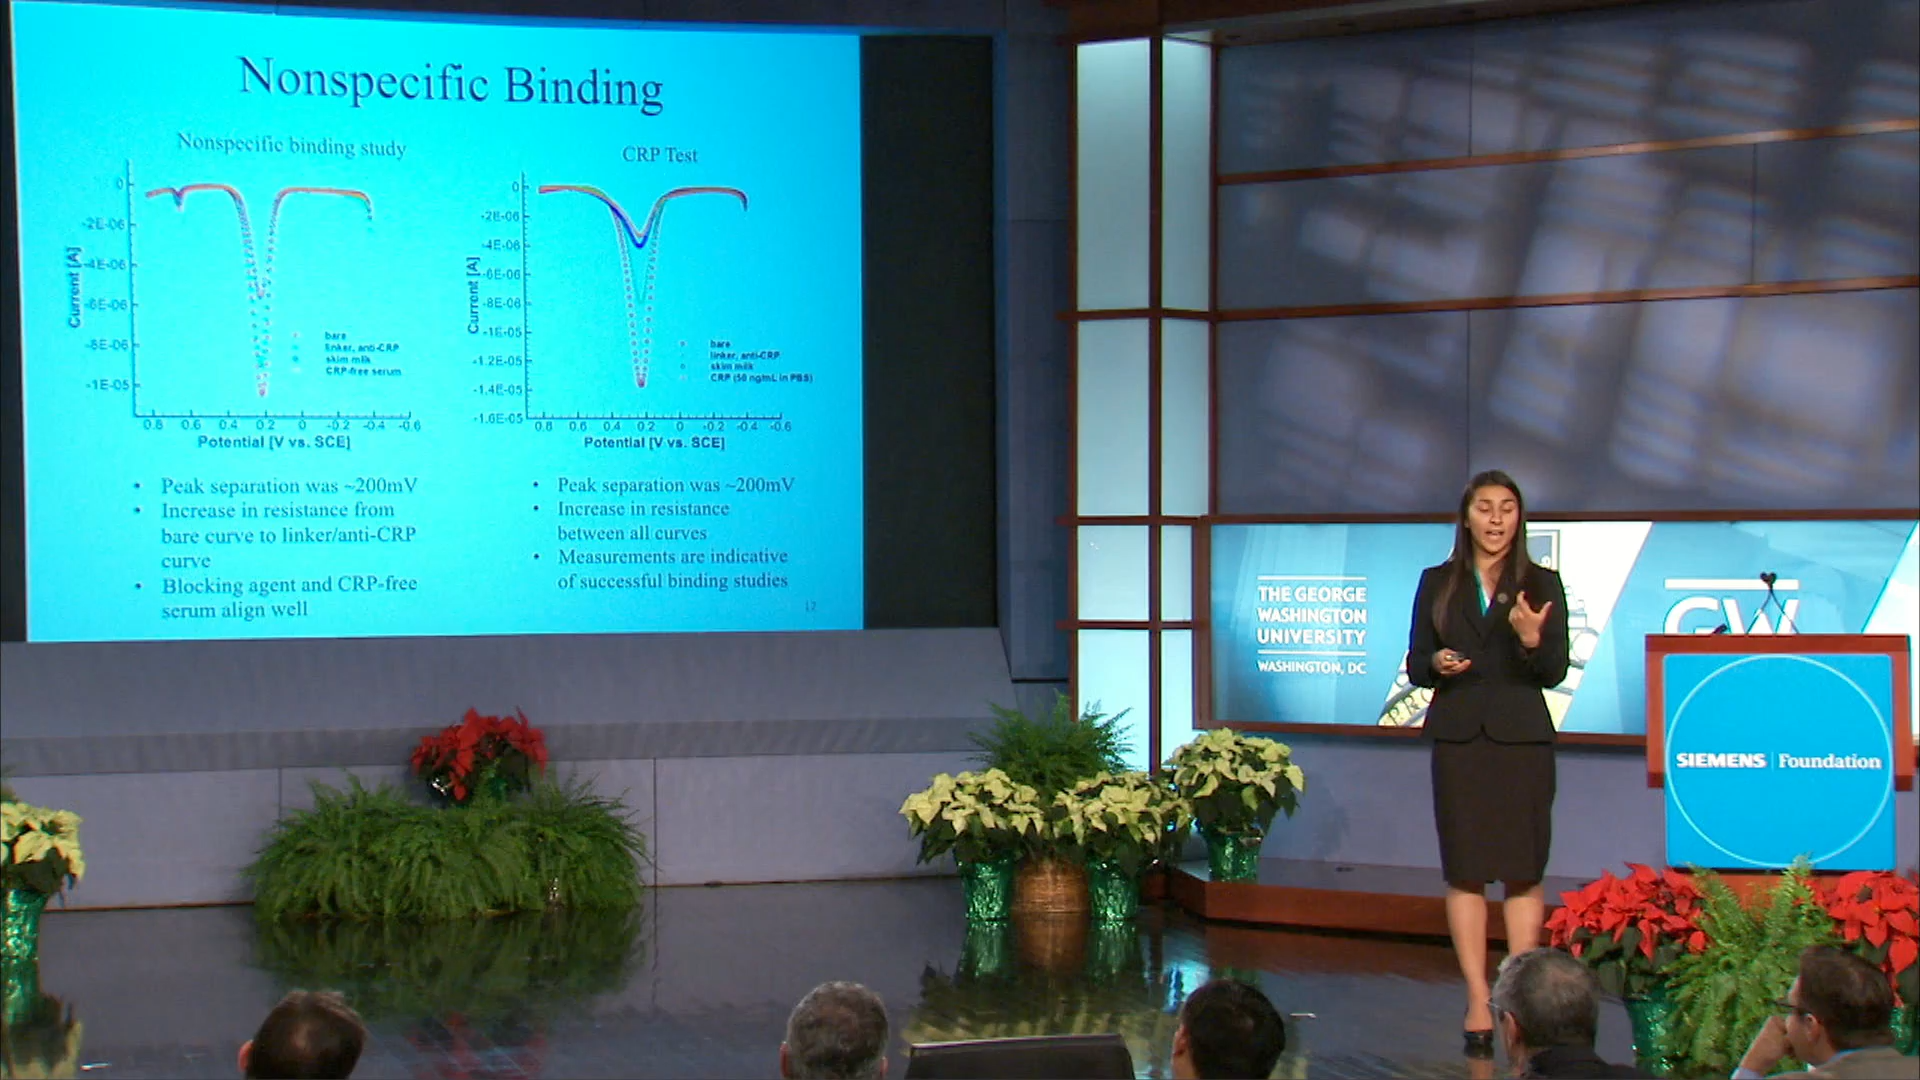 Nonspecific Binding
Nonspecific binding study
0
-2E-06
-4E-06
-6E-06
-8E-06
-1E-05
Current [A]
0.8 0.6 0.4 0.2 0 -0.2 -0.4 -0.6
Potential [V vs. SCE]
bare
linker, anti-CRP
skim milk
CRP-free serum
• Peak separation was ~200mV
• Increase in resistance from
bare curve to linker/anti-CRP
curve
• Blocking agent and CRP-free
serum align well
CRP Test
0
-2E-06
-4E-06
-6E-06
-8E-06
-1E-05
-1.2E-05
-1.4E-05
-1.6E-05
Current [A]
0.8 0.6 0.4 0.2 0 -0.2 -0.4 -0.6
Potential [V vs. SCE]
bare
linker, anti-CRP
skim milk
CRP (50 ng/mL in PBS)
• Peak separation was ~200mV
• Increase in resistance
between all curves
• Measurements are indicative
of successful binding studies
THE GEORGE
WASHINGTON
UNIVERSITY
WASHINGTON, DC
GW
SIEMENS | Foundation